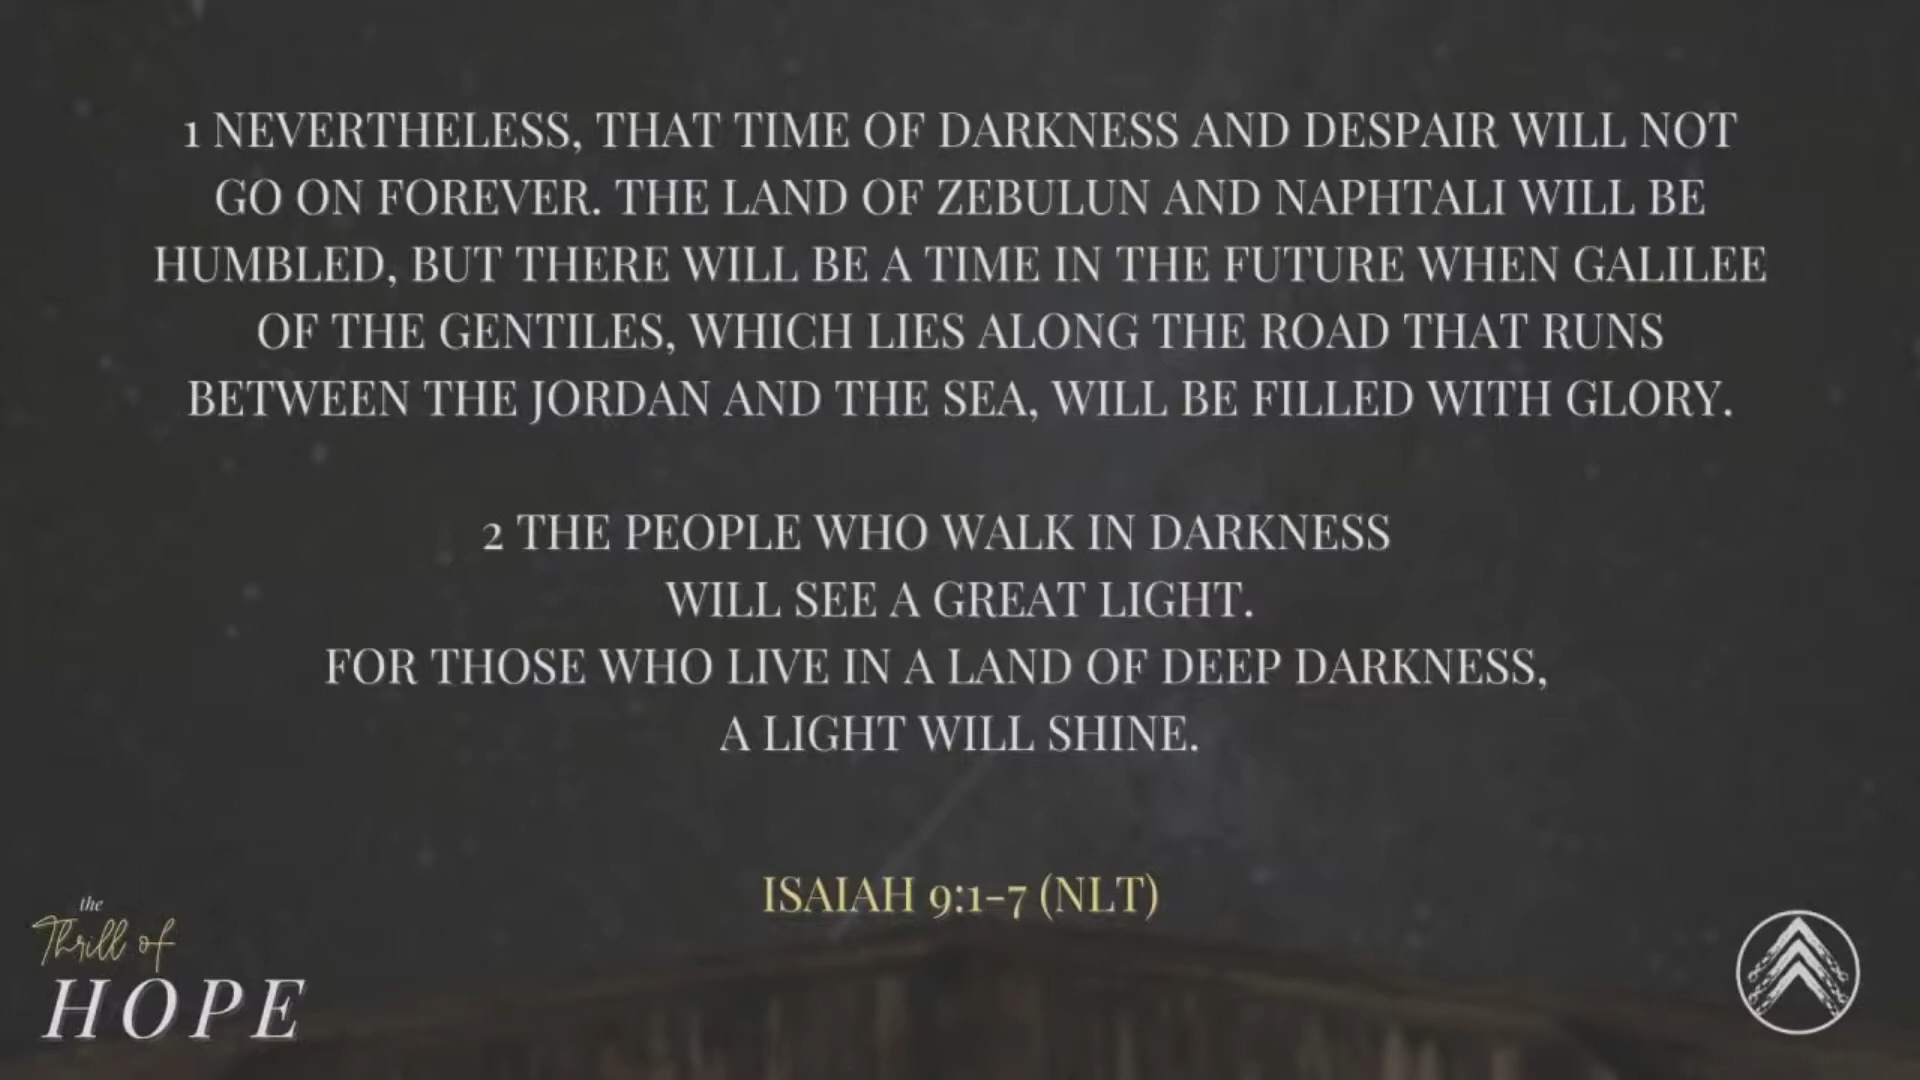 1 NEVERTHELESS, THAT TIME OF DARKNESS AND DESPAIR WILL NOT
GO ON FOREVER. THE LAND OF ZEBULUN AND NAPHTALI WILL BE
HUMBLED, BUT THERE WILL BE A TIME IN THE FUTURE WHEN GALILEE
OF THE GENTILES, WHICH LIES ALONG THE ROAD THAT RUNS
BETWEEN THE JORDAN AND THE SEA, WILL BE FILLED WITH GLORY.
2 THE PEOPLE WHO WALK IN DARKNESS
WILL SEE A GREAT LIGHT.
FOR THOSE WHO LIVE IN A LAND OF DEEP DARKNESS,
A LIGHT WILL SHINE.
ISAIAH 9:1-7 (NLT)
the
Thrill of
HOPE